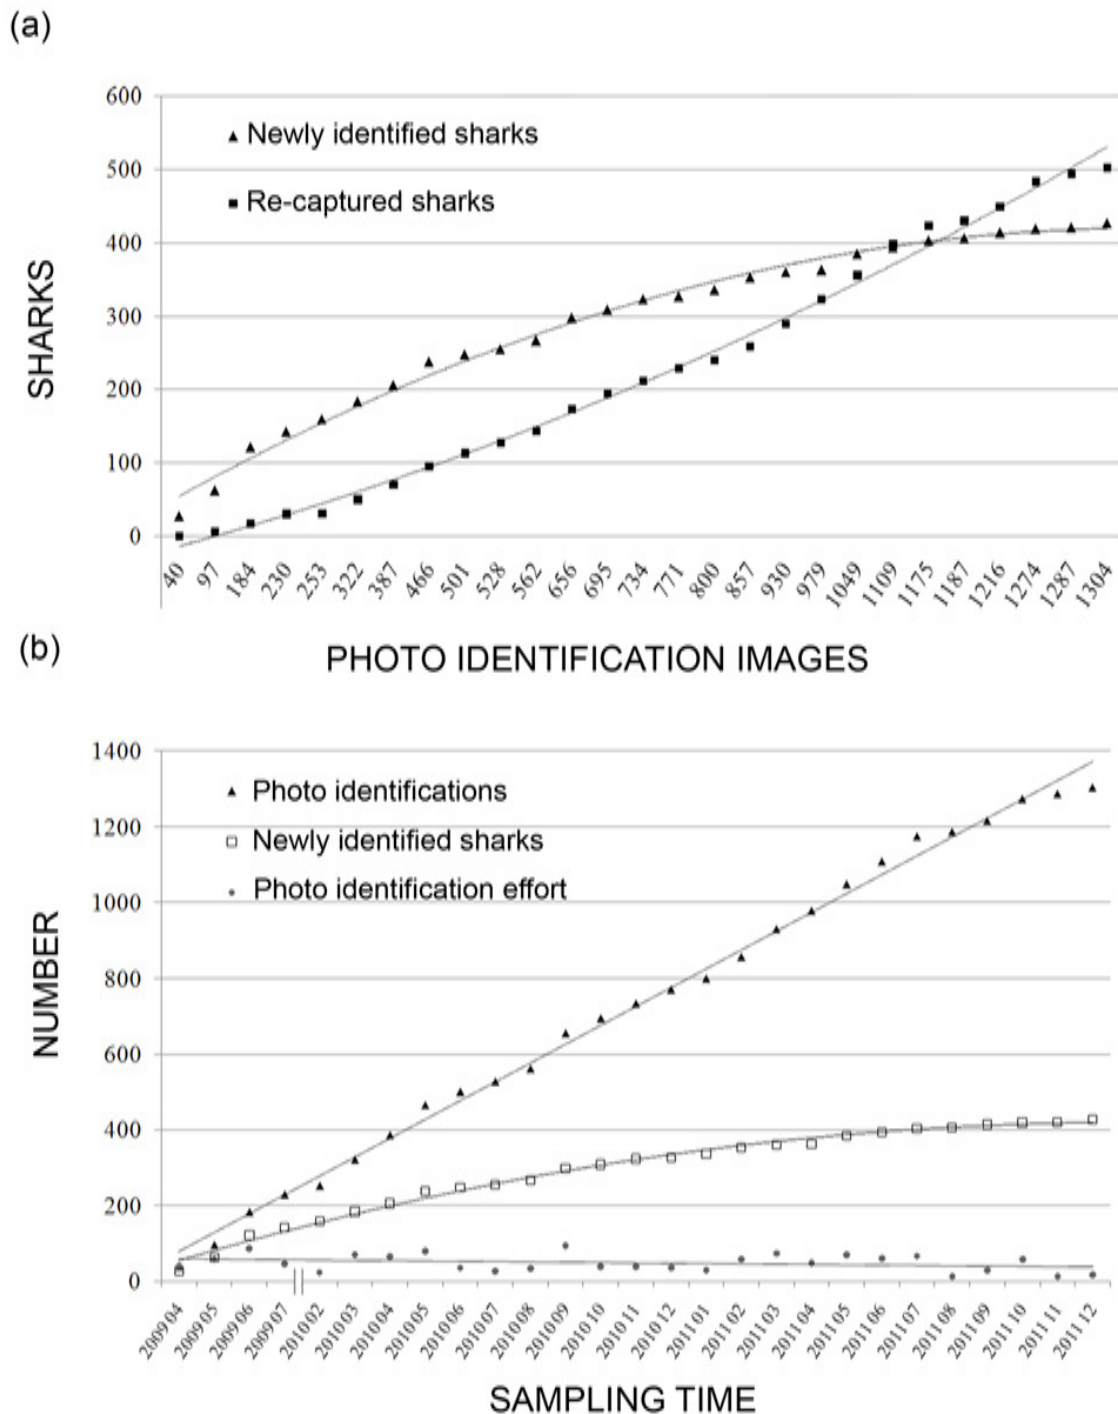 (a)
600
500
400
300
200
100
0
Newly identified sharks
Re-captured sharks
SHARKS
40 97 184 230 253 322 387 466 501 528 562 656 695 734 771 800 857 930 979 1049 1109 1175 1187 1216 1274 1287 1304
PHOTO IDENTIFICATION IMAGES
(b)
1400
1200
1000
800
600
400
200
0
Photo identifications
Newly identified sharks
Photo identification effort
NUMBER
2009 04 2009 05 2009 06 2009 07 2010 02 2010 03 2010 04 2010 05 2010 06 2010 07 2010 08 2010 09 2010 10 2010 11 2010 12 2011 01 2011 02 2011 03 2011 04 2011 05 2011 06 2011 07 2011 08 2011 09 2011 10 2011 11 2011 12
SAMPLING TIME